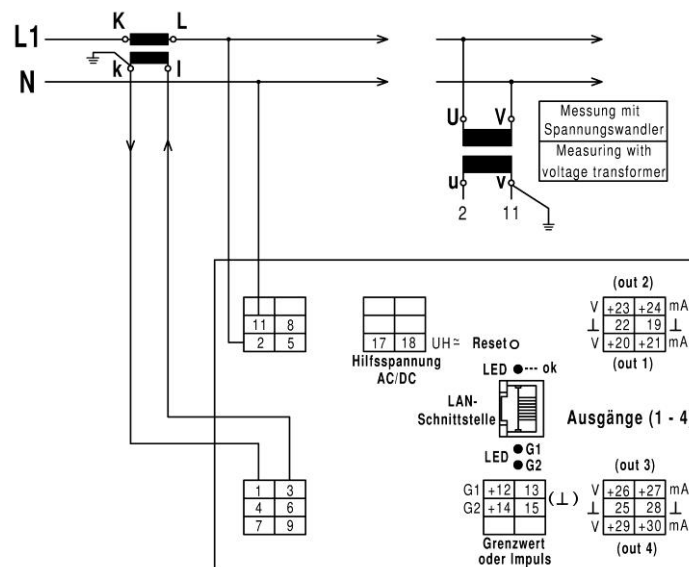 K L
L1
k l
N
U V
Messung mit
Spannungswandler
Measuring with
voltage transformer
u v
2 11
11 8
2 5
17 18 UH≂
Hilfsspannung
AC/DC
Reset
LED --- ok
LAN-
Schnittstelle
LED G1
G2
(out 2)
V +23 +24 mA
⊥ 22 19 ⊥
V +20 +21 mA
(out 1)
Ausgänge (1 - 4
1 3
4 6
7 9
G1 +12 13 (⊥)
G2 +14 15
Grenzwert
oder Impuls
(out 3)
V +26 +27 mA
⊥ 25 28 ⊥
V +29 +30 mA
(out 4)